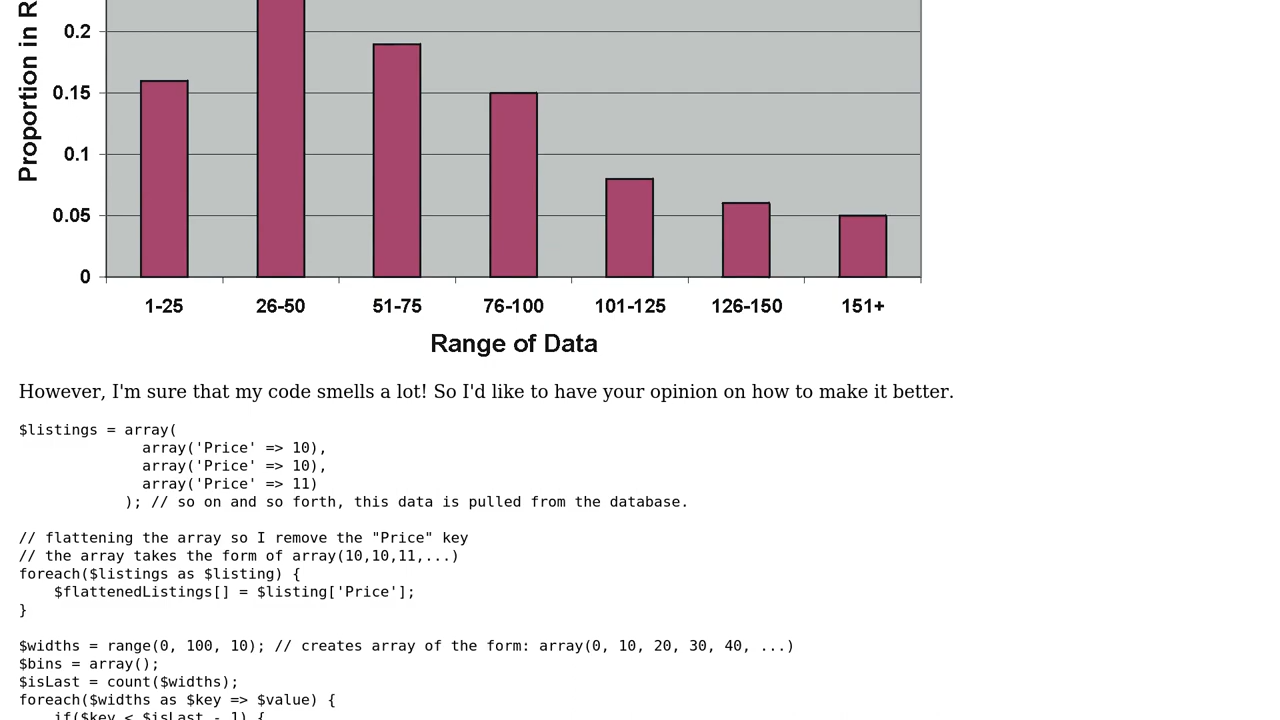 Proportion in R
0.2
0.15
0.1
0.05
0
1-25 26-50 51-75 76-100 101-125 126-150 151+
Range of Data
However, I'm sure that my code smells a lot! So I'd like to have your opinion on how to make it better.
$listings = array(
              array('Price' => 10),
              array('Price' => 10),
              array('Price' => 11)
            ); // so on and so forth, this data is pulled from the database.
// flattening the array so I remove the "Price" key
// the array takes the form of array(10,10,11,...)
foreach($listings as $listing) {
    $flattenedListings[] = $listing['Price'];
}
$widths = range(0, 100, 10); // creates array of the form: array(0, 10, 20, 30, 40, ...)
$bins = array();
$isLast = count($widths);
foreach($widths as $key => $value) {
    if($key < $isLast - 1) {